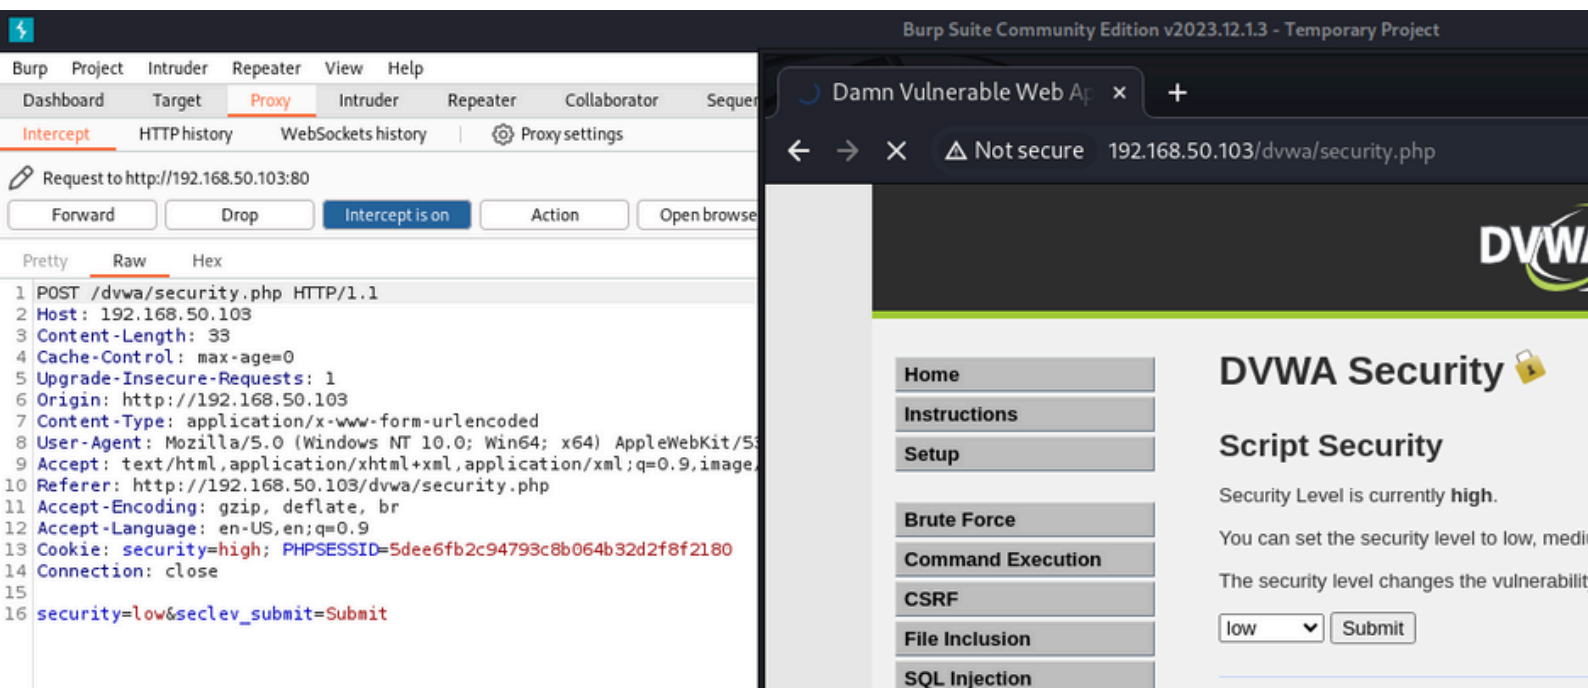 Burp Suite Community Edition v2023.12.1.3 - Temporary Project
Burp Project Intruder Repeater View Help
Dashboard Target Proxy Intruder Repeater Collaborator Sequer
Intercept HTTP history WebSockets history Proxy settings
Request to http://192.168.50.103:80
Forward Drop Intercept is on Action Open browse
Pretty Raw Hex
1 POST /dvwa/security.php HTTP/1.1
2 Host: 192.168.50.103
3 Content-Length: 33
4 Cache-Control: max-age=0
5 Upgrade-Insecure-Requests: 1
6 Origin: http://192.168.50.103
7 Content-Type: application/x-www-form-urlencoded
8 User-Agent: Mozilla/5.0 (Windows NT 10.0; Win64; x64) AppleWebKit/53
9 Accept: text/html,application/xhtml+xml,application/xml;q=0.9,image/
10 Referer: http://192.168.50.103/dvwa/security.php
11 Accept-Encoding: gzip, deflate, br
12 Accept-Language: en-US,en;q=0.9
13 Cookie: security=high; PHPSESSID=5dee6fb2c94793c8b064b32d2f8f2180
14 Connection: close
15
16 security=low&seclev_submit=Submit
Damn Vulnerable Web Ap
Not secure 192.168.50.103/dvwa/security.php
DVWA
Home
Instructions
Setup
Brute Force
Command Execution
CSRF
File Inclusion
SQL Injection
DVWA Security
Script Security
Security Level is currently high.
You can set the security level to low, medi
The security level changes the vulnerabilit
low Submit